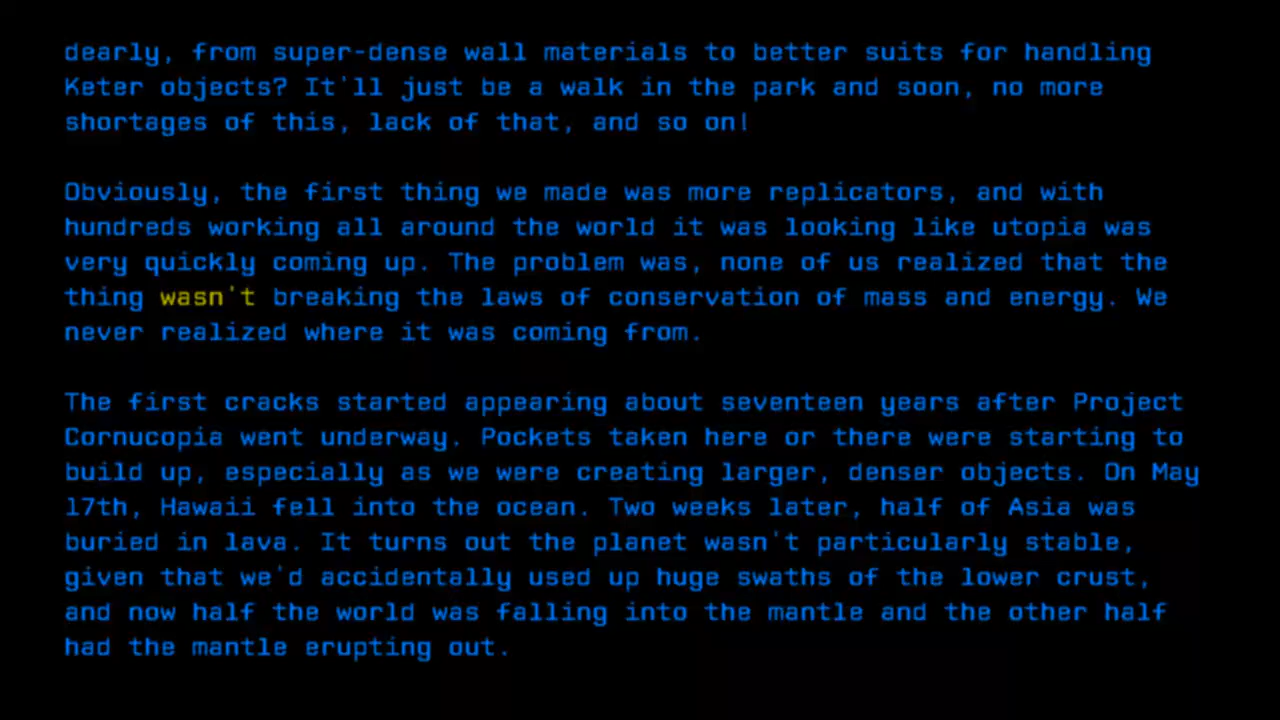 dearly, from super-dense wall materials to better suits for handling
Keter objects? It'll just be a walk in the park and soon, no more
shortages of this, lack of that, and so on!
Obviously, the first thing we made was more replicators, and with
hundreds working all around the world it was looking like utopia was
very quickly coming up. The problem was, none of us realized that the
thing wasn't breaking the laws of conservation of mass and energy. We
never realized where it was coming from.
The first cracks started appearing about seventeen years after Project
Cornucopia went underway. Pockets taken here or there were starting to
build up, especially as we were creating larger, denser objects. On May
17th, Hawaii fell into the ocean. Two weeks later, half of Asia was
buried in lava. It turns out the planet wasn't particularly stable,
given that we'd accidentally used up huge swaths of the lower crust,
and now half the world was falling into the mantle and the other half
had the mantle erupting out.